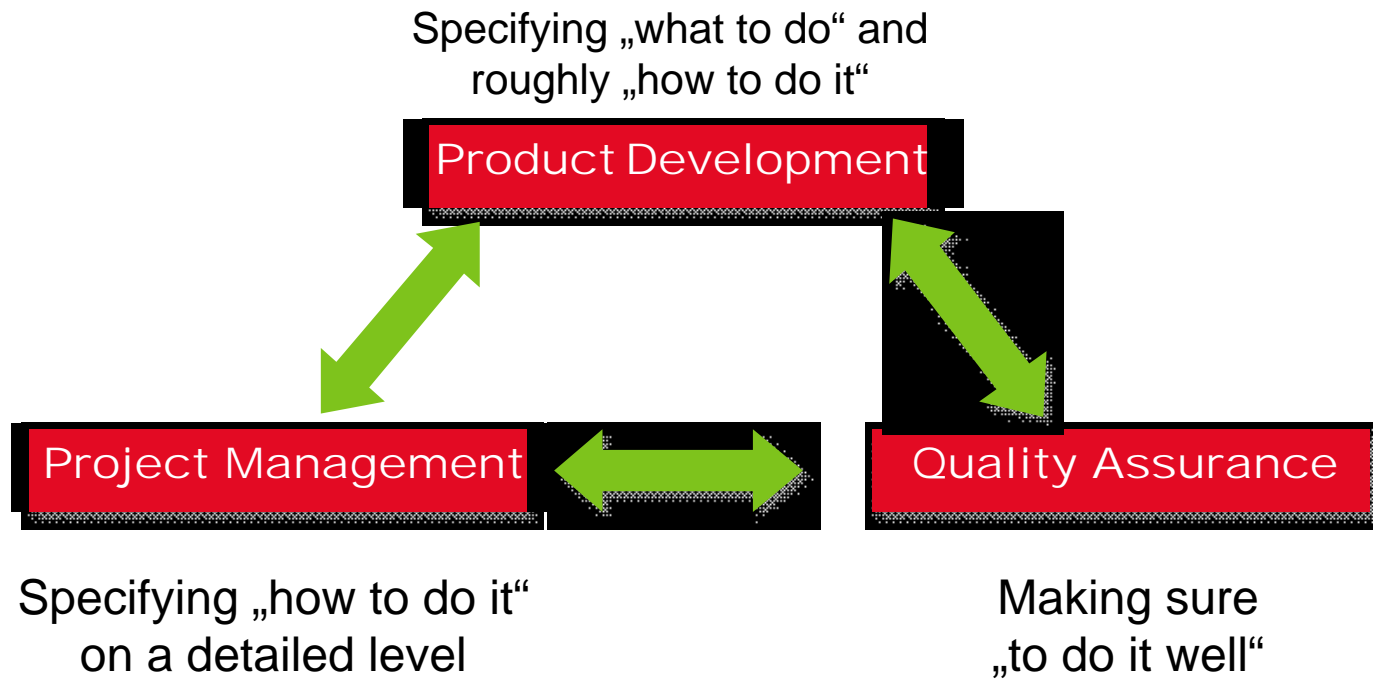 Specifying „what to do“ and
roughly „how to do it“
Product Development
Project Management
Quality Assurance
Specifying „how to do it“
on a detailed level
Making sure
„to do it well“